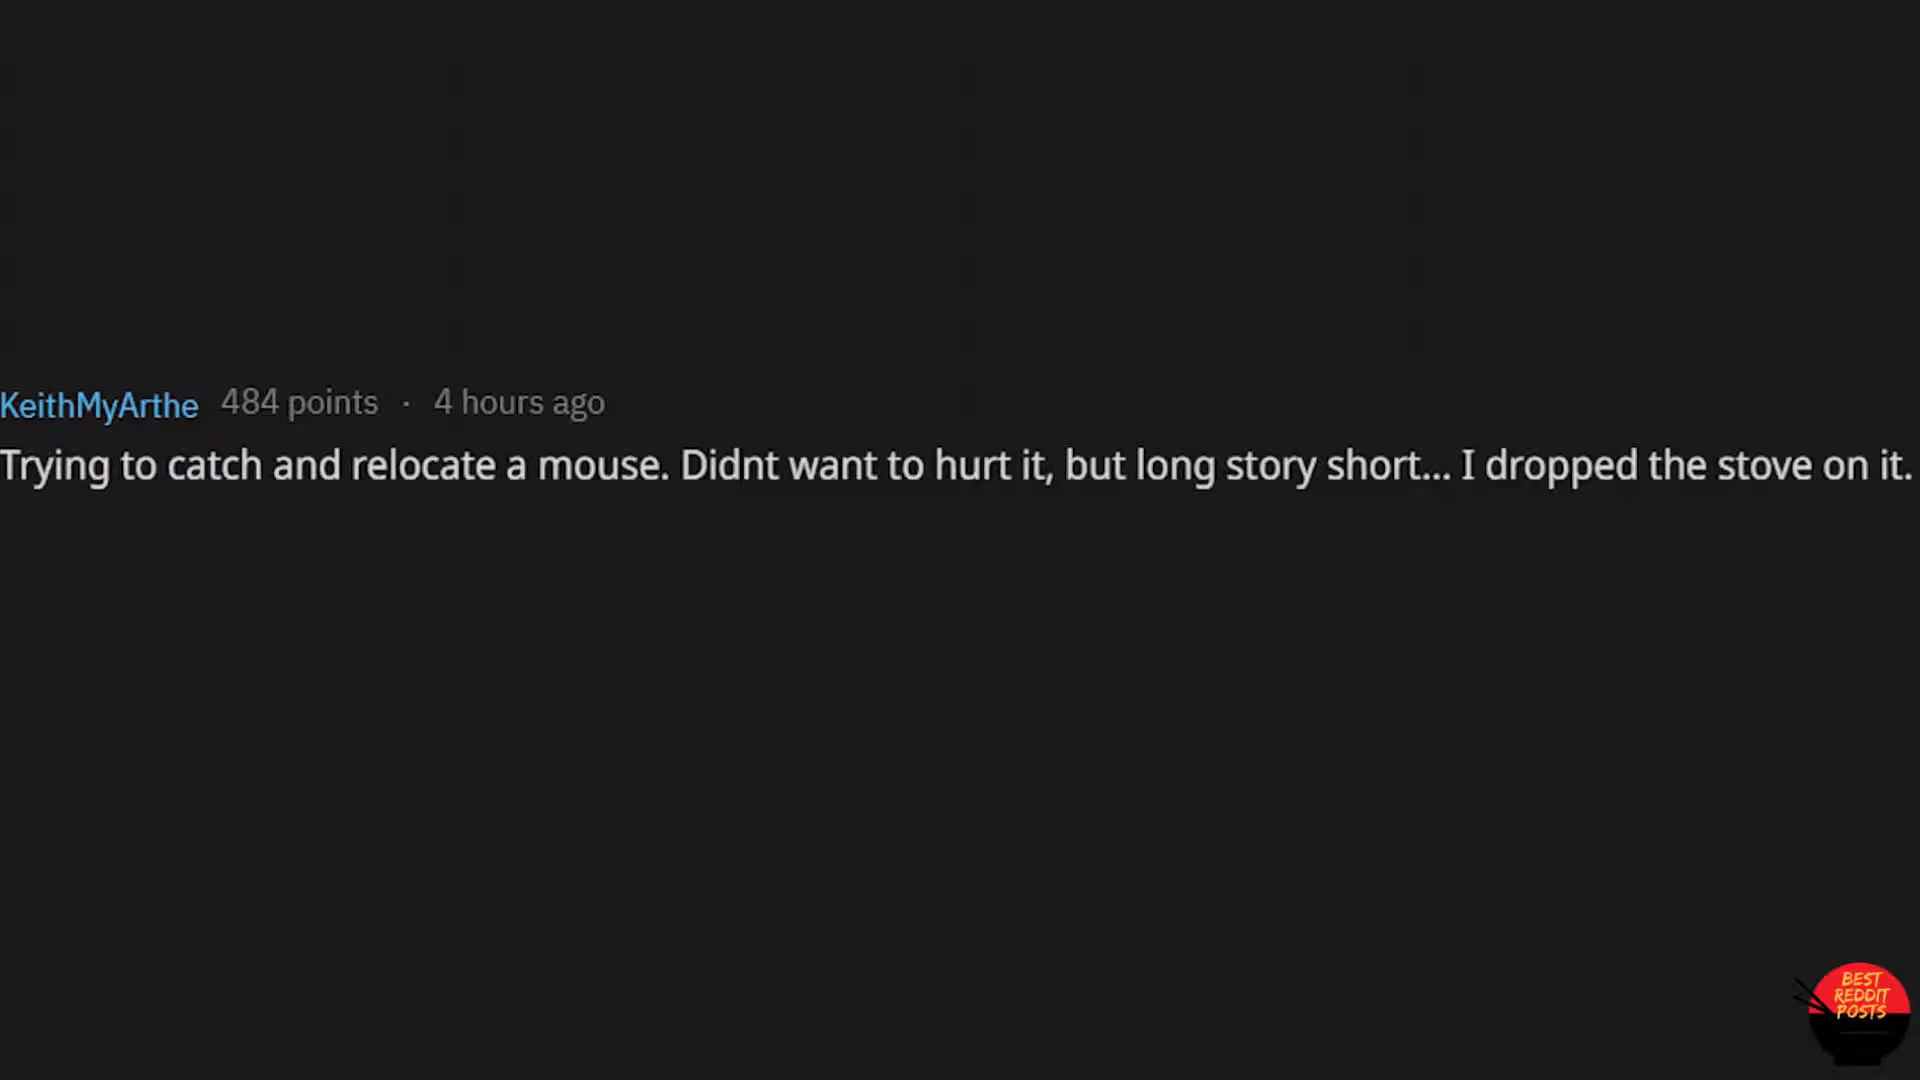 KeithMyArthe 484 points · 4 hours ago
Trying to catch and relocate a mouse. Didnt want to hurt it, but long story short... I dropped the stove on it.
BEST
REDDIT
POSTS